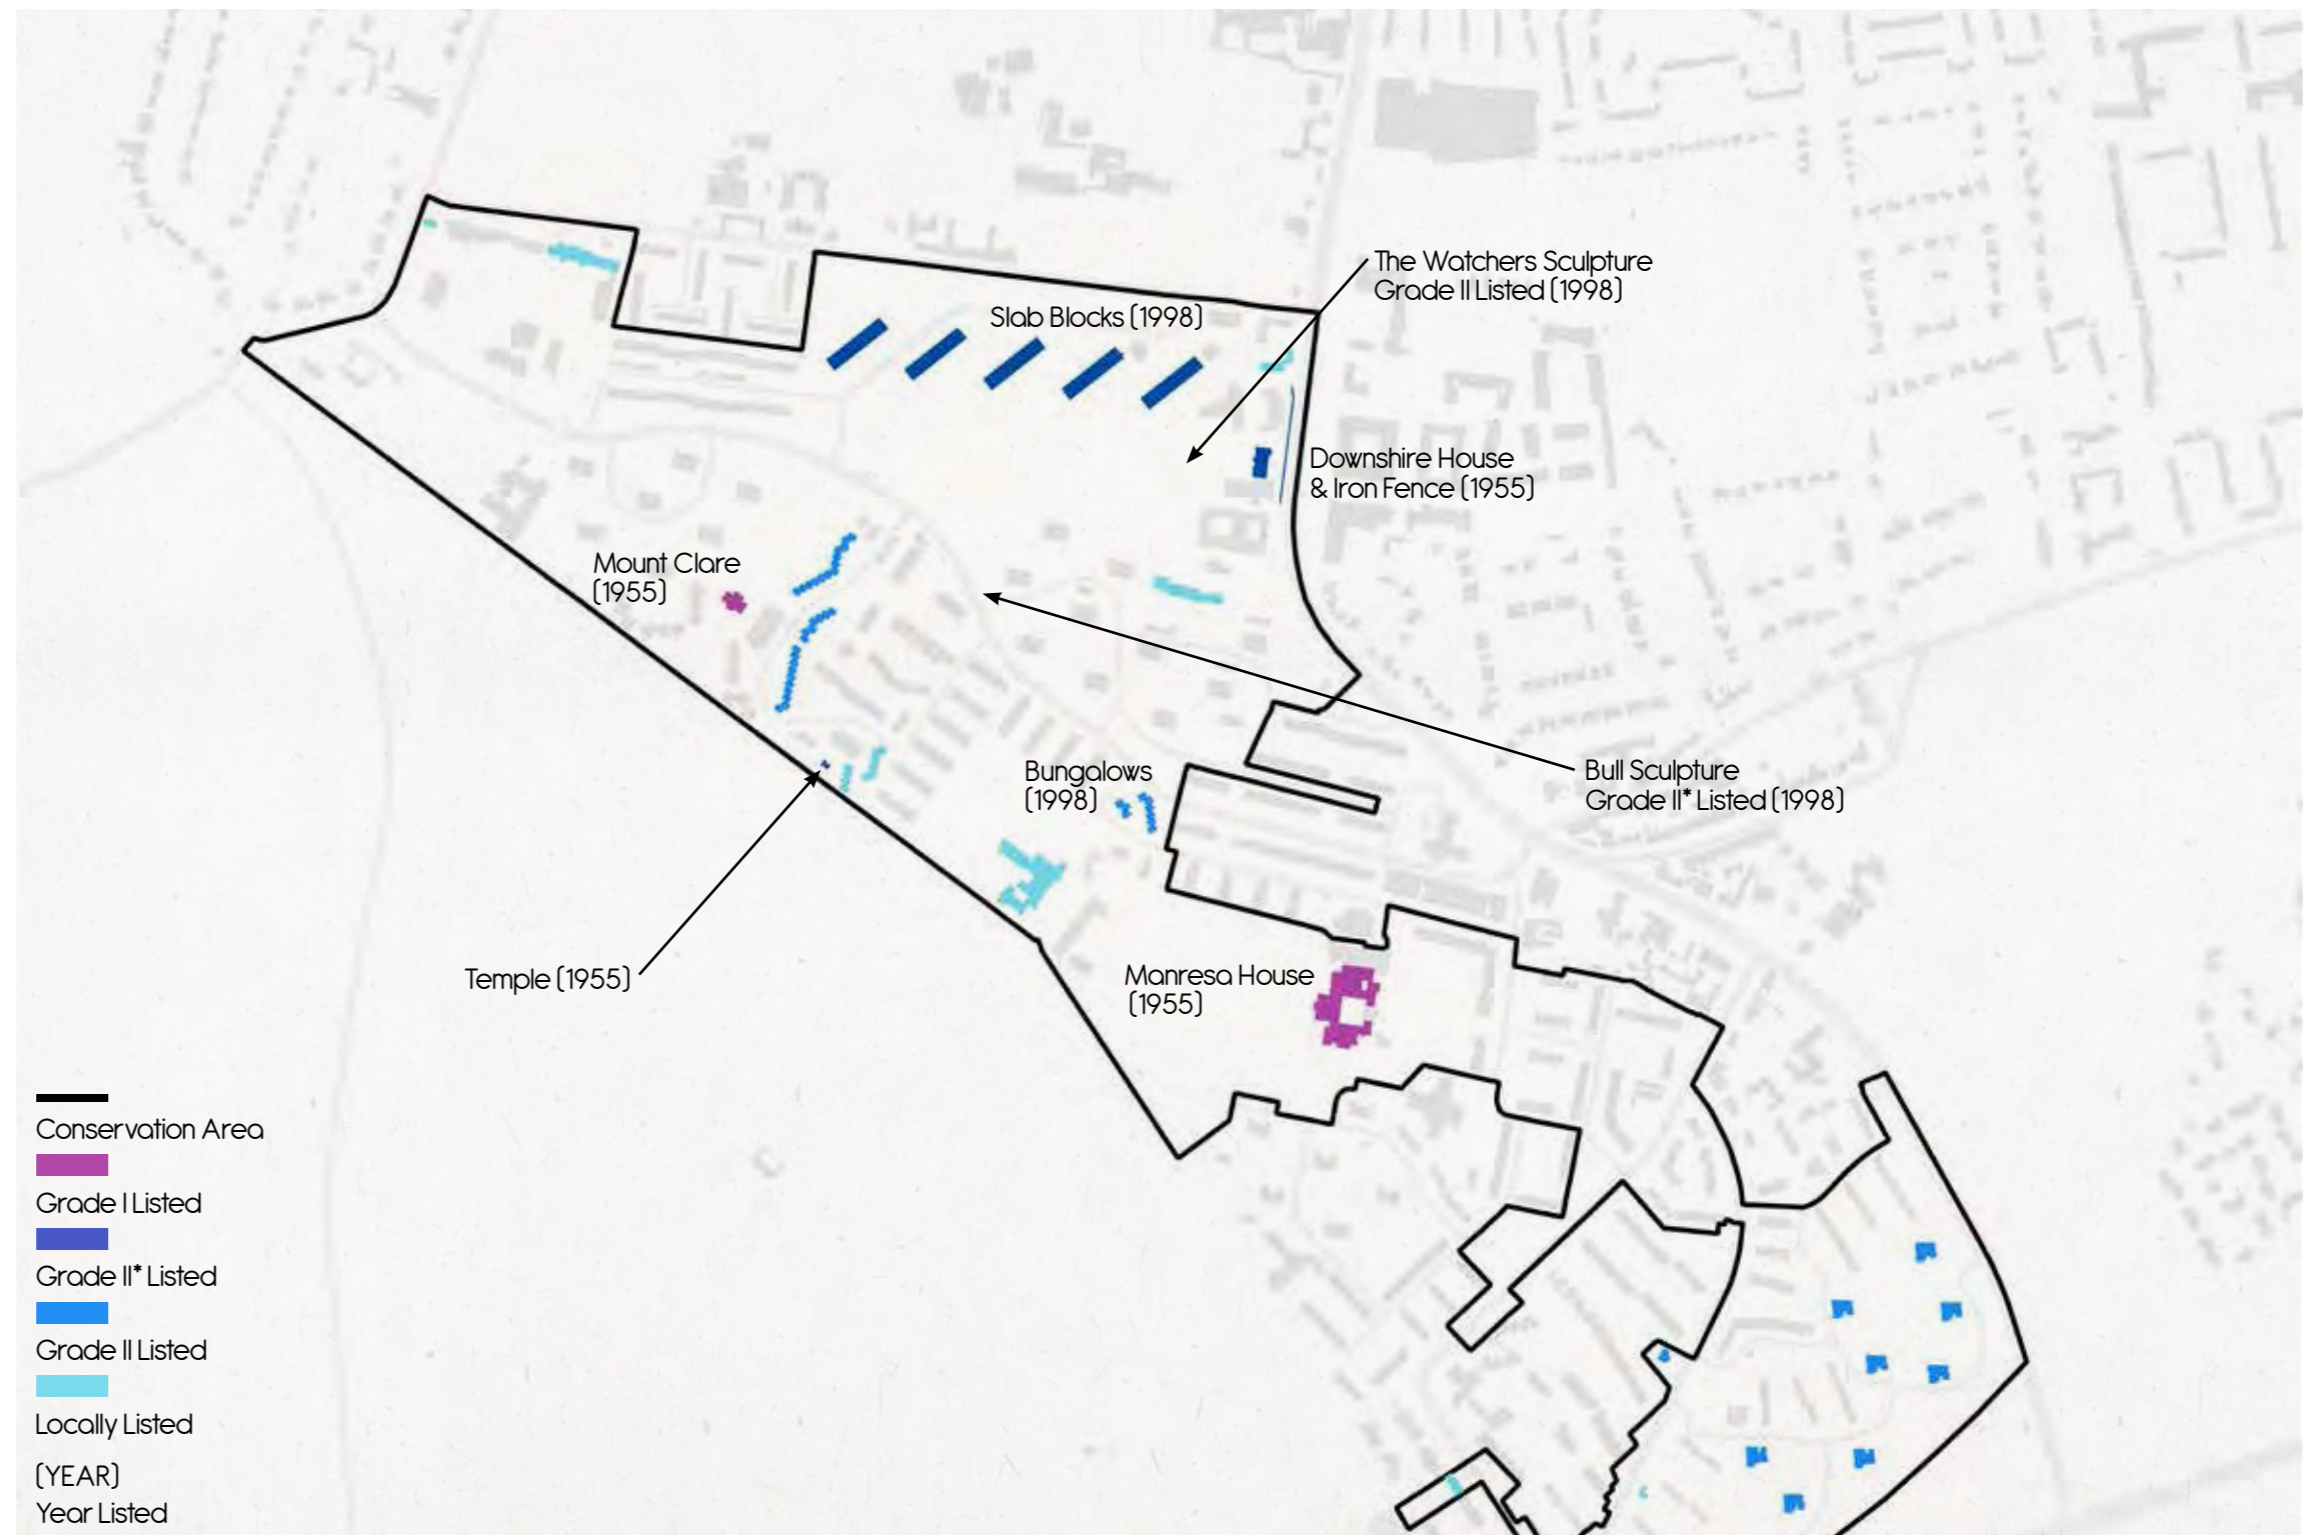 The Watchers Sculpture
Grade II Listed (1998)
Slab Blocks (1998)
Downshire House
& Iron Fence (1955)
Mount Clare
(1955)
Bungalows
(1998)
Bull Sculpture
Grade II* Listed (1998)
Temple (1955)
Manresa House
(1955)
Conservation Area
Grade I Listed
Grade II* Listed
Grade II Listed
Locally Listed
(YEAR)
Year Listed